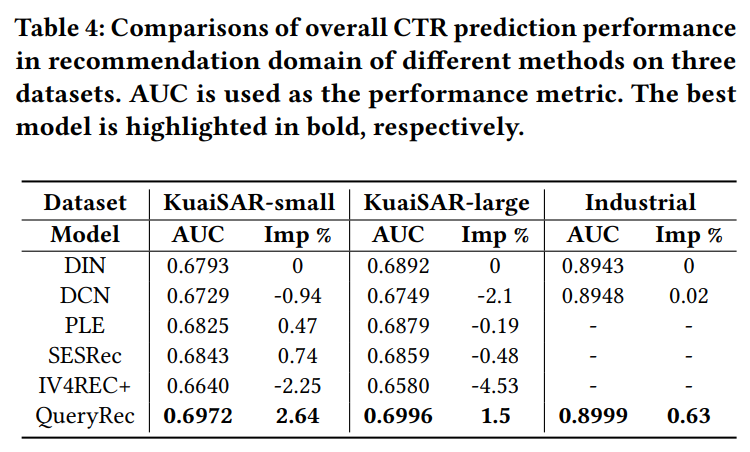 Table 4: Comparisons of overall CTR prediction performance
in recommendation domain of different methods on three
datasets. AUC is used as the performance metric. The best
model is highlighted in bold, respectively.
Dataset KuaiSAR-small KuaiSAR-large Industrial
Model AUC Imp % AUC Imp % AUC Imp %
DIN 0.6793 0 0.6892 0 0.8943 0
DCN 0.6729 -0.94 0.6749 -2.1 0.8948 0.02
PLE 0.6825 0.47 0.6879 -0.19 - -
SESRec 0.6843 0.74 0.6859 -0.48 - -
IV4REC+ 0.6640 -2.25 0.6580 -4.53 - -
QueryRec 0.6972 2.64 0.6996 1.5 0.8999 0.63